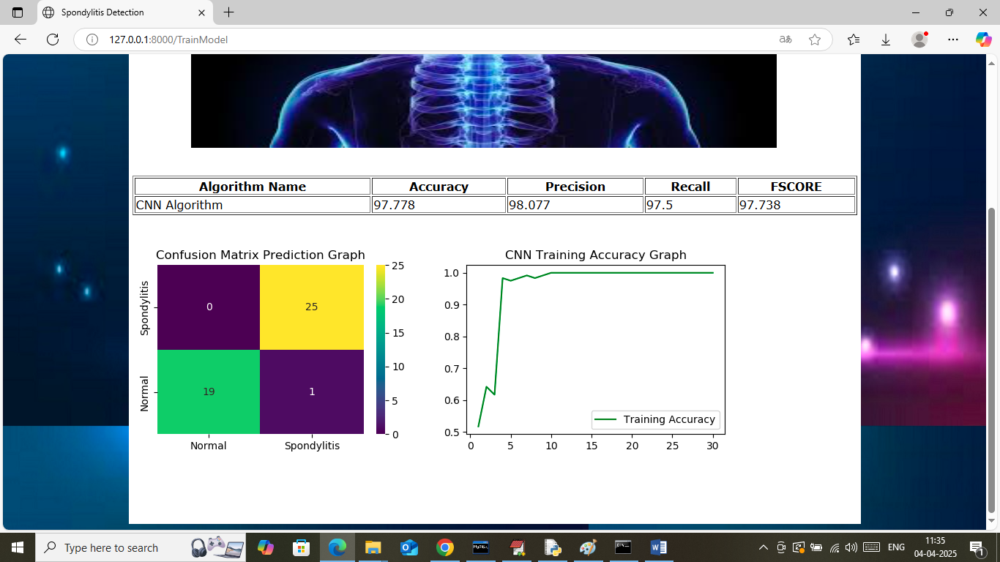 Spondylitis Detection
127.0.0.1:8000/TrainModel
Algorithm Name Accuracy Precision Recall FSCORE
CNN Algorithm 97.778 98.077 97.5 97.738
Confusion Matrix Prediction Graph
Spondylitis 0 25
Normal 19 1
Normal Spondylitis
25
20
15
10
5
0
CNN Training Accuracy Graph
1.0
0.9
0.8
0.7
0.6
0.5
Training Accuracy
0 5 10 15 20 25 30
Type here to search
ENG
11:35
04-04-2025
1